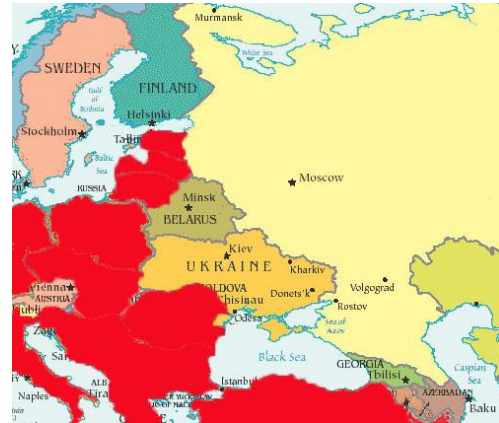 Murmansk
White Sea
SWEDEN
FINLAND
Gulf
of
Bothnia
Helsinki
Stockholm
Tallin
Baltic
Sea
RUSSIA
Moscow
Minsk
BELARUS
Kiev
UKRAINE
Kharkiv
Vienna
AUSTRIA
MOLDOVA
Chisinau
Donets'k
Volgograd
Rostov
Odesa
Sea of
Azov
Black Sea
GEORGIA
Tbilisi
Caspian
Sea
ALB.
Tira
Naples
Istanbul
AZERBAIJAN
Baku